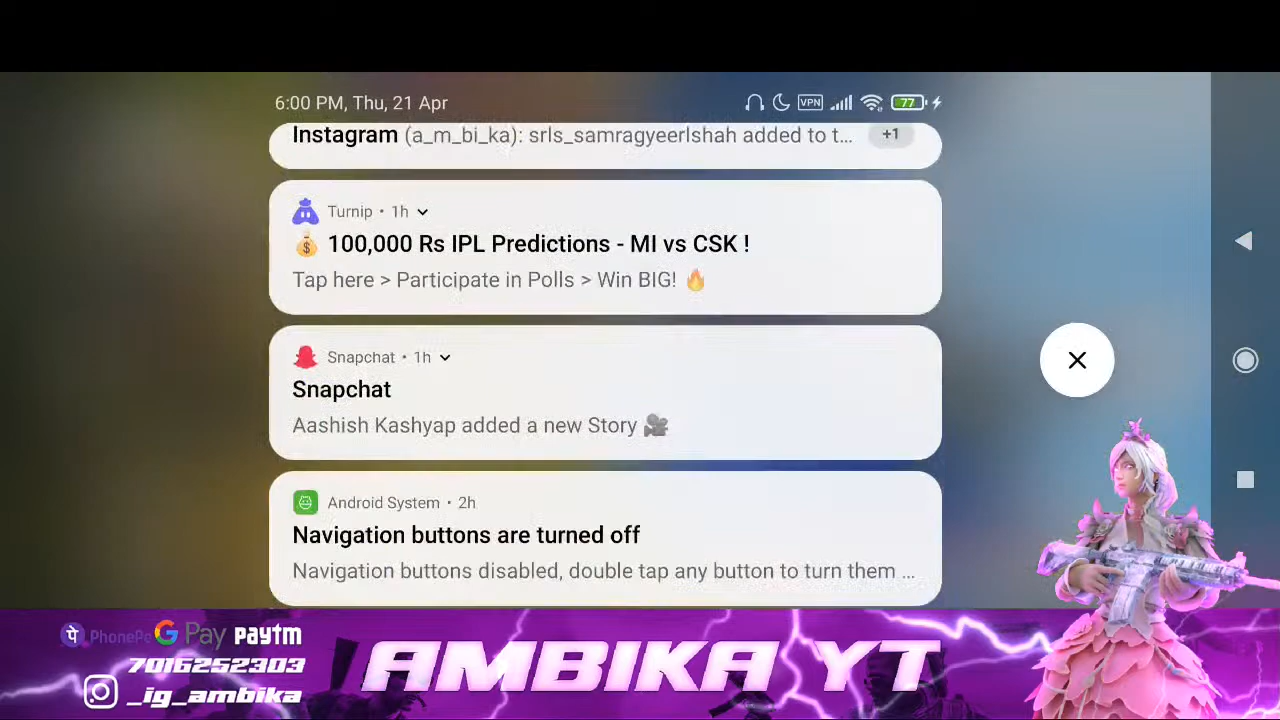 6:00 PM, Thu, 21 Apr
VPN
77
Instagram (a_m_bi_ka): srls_samragyeerlshah added to t...
+1
Turnip • 1h
100,000 Rs IPL Predictions - MI vs CSK !
Tap here > Participate in Polls > Win BIG! 🔥
Snapchat • 1h
Snapchat
Aashish Kashyap added a new Story 🎥
Android System • 2h
Navigation buttons are turned off
Navigation buttons disabled, double tap any button to turn them ...
पे PhonePe G Pay paytm
7016252303
_ig_ambika
AMBIKA YT